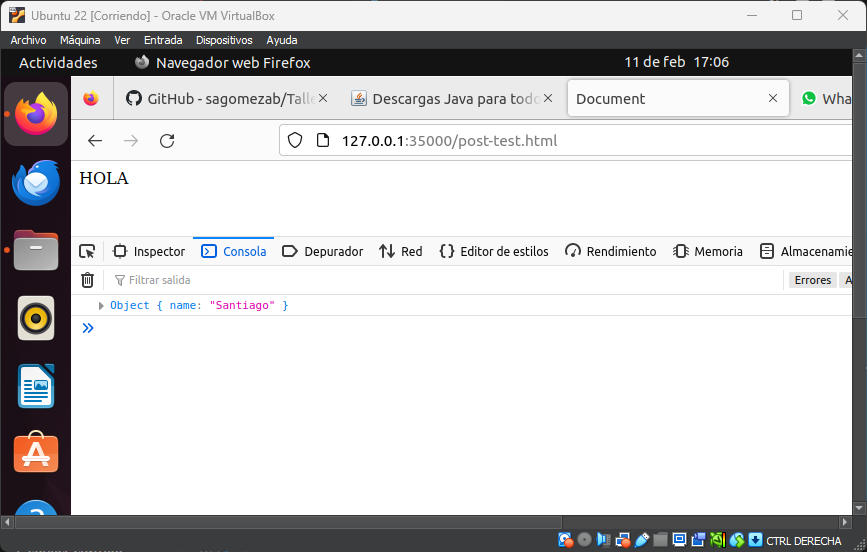 Ubuntu 22 [Corriendo] - Oracle VM VirtualBox
Archivo Máquina Ver Entrada Dispositivos Ayuda
Actividades Navegador web Firefox 11 de feb 17:06
GitHub - sagomezab/Talle Descargas Java para todo Document Wha
127.0.0.1:35000/post-test.html
HOLA
Inspector Consola Depurador Red Editor de estilos Rendimiento Memoria Almacenamie
Filtrar salida Errores A
Object { name: "Santiago" }
CTRL DERECHA